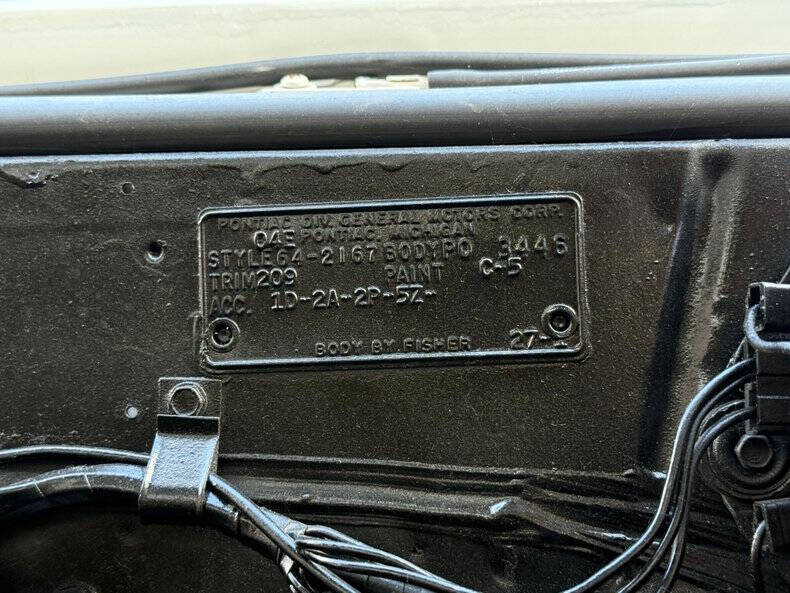 PONTIAC DIV. GENERAL MOTORS CORP.
04E PONTIAC, MICHIGAN
STYLE 64-2167 BODY PO 3446
TRIM 209 PAINT C-5
ACC. 1D-2A-2P-5Z-
BODY BY FISHER